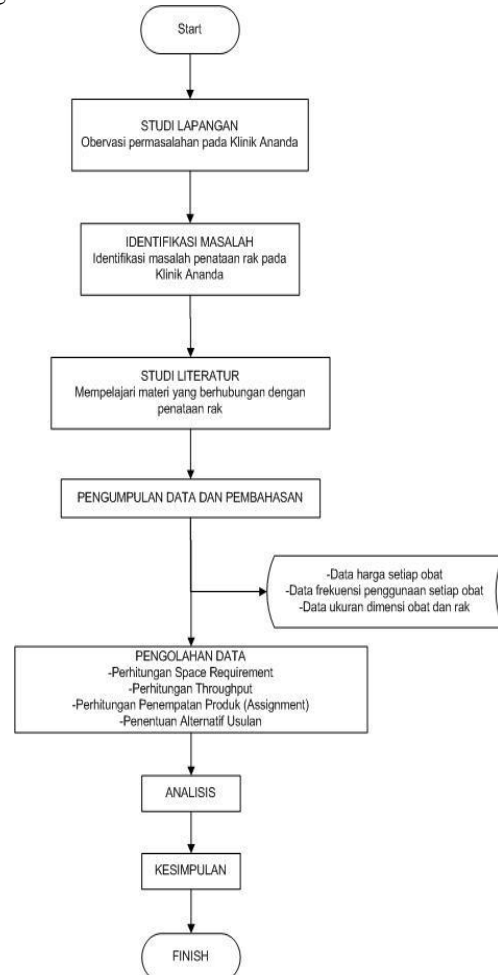 Start
STUDI LAPANGAN
Obervasi permasalahan pada Klinik Ananda
IDENTIFIKASI MASALAH
Identifikasi masalah penataan rak pada
Klinik Ananda
STUDI LITERATUR
Mempelajari materi yang berhubungan dengan
penataan rak
PENGUMPULAN DATA DAN PEMBAHASAN
-Data harga setiap obat
-Data frekuensi penggunaan setiap obat
-Data ukuran dimensi obat dan rak
PENGOLAHAN DATA
-Perhitungan Space Requirement
-Perhitungan Throughput
-Perhitungan Penempatan Produk (Assignment)
-Penentuan Alternatif Usulan
ANALISIS
KESIMPULAN
FINISH